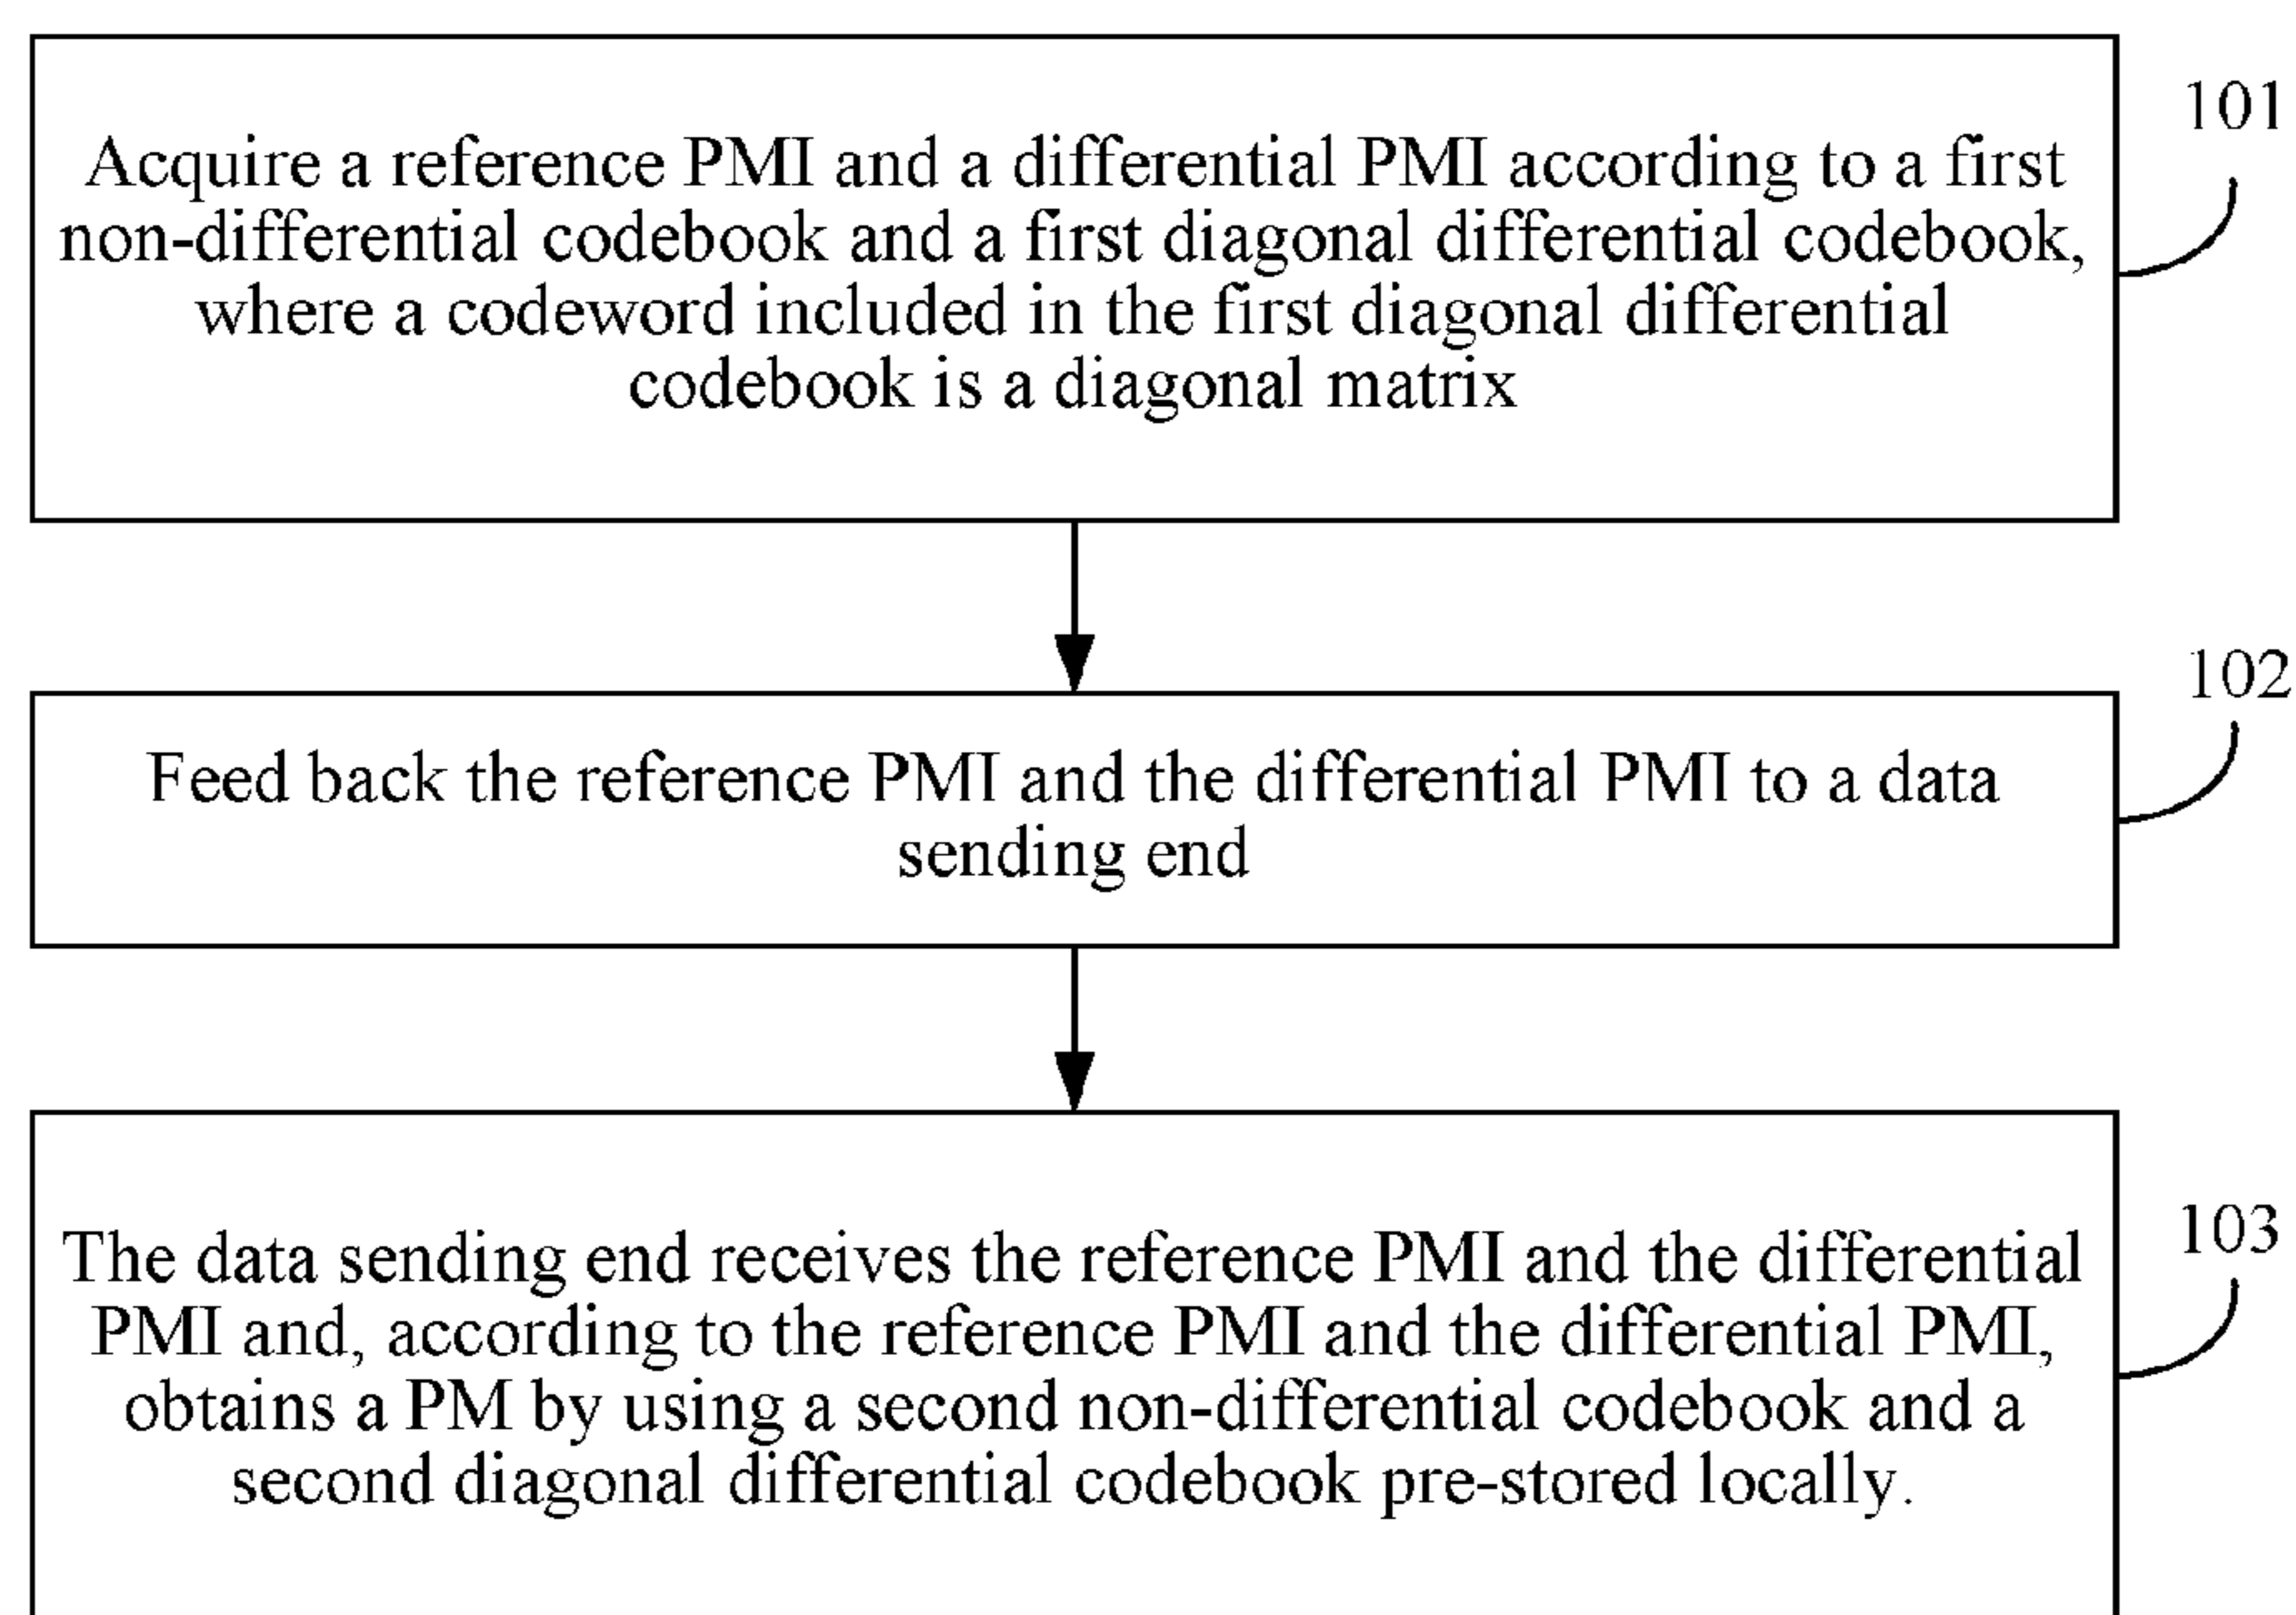 101
Acquire a reference PMI and a differential PMI according to a first
non-differential codebook and a first diagonal differential codebook,
where a codeword included in the first diagonal differential
codebook is a diagonal matrix
102
Feed back the reference PMI and the differential PMI to a data
sending end
103
The data sending end receives the reference PMI and the differential
PMI and, according to the reference PMI and the differential PMI,
obtains a PM by using a second non-differential codebook and a
second diagonal differential codebook pre-stored locally.